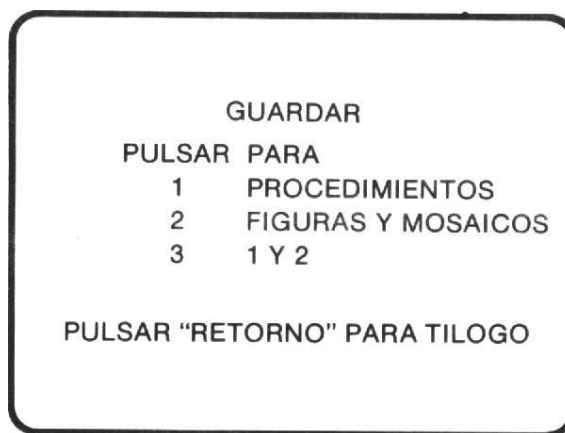 GUARDAR
PULSAR PARA
1 PROCEDIMIENTOS
2 FIGURAS Y MOSAICOS
3 1 Y 2
PULSAR “RETORNO” PARA TILOGO